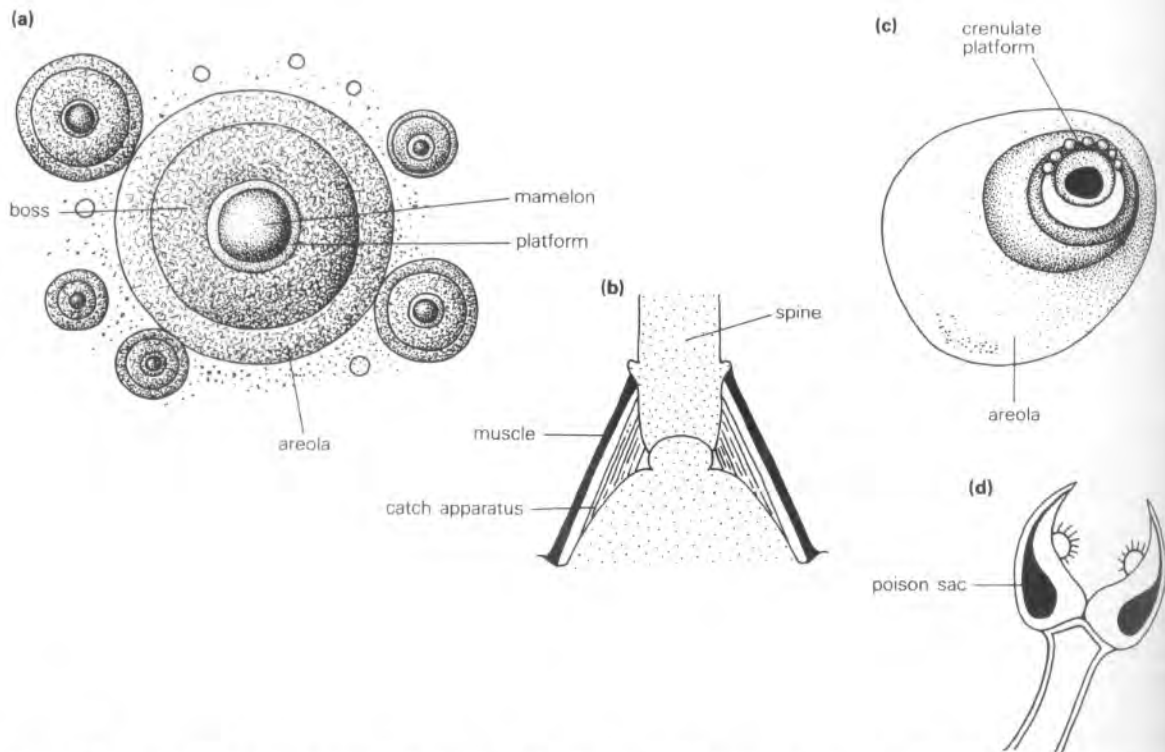 (a)
boss
mamelon
platform
areola
(b)
spine
muscle
catch apparatus
(c)
crenulate
platform
areola
(d)
poison sac